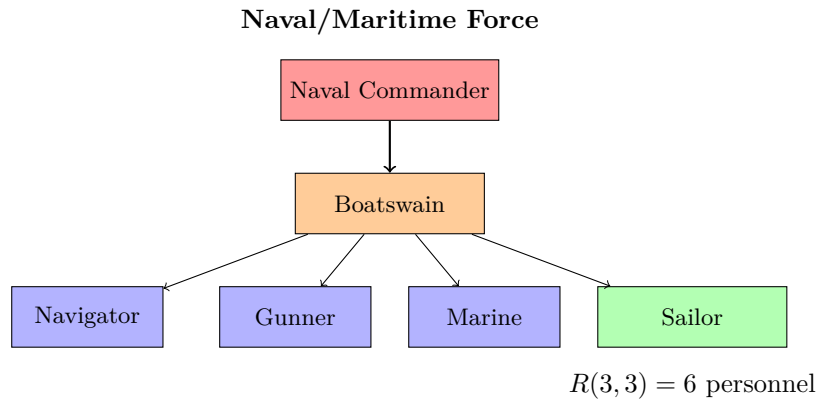 Naval/Maritime Force
Naval Commander
Boatswain
Navigator
Gunner
Marine
Sailor
R(3, 3) = 6 personnel